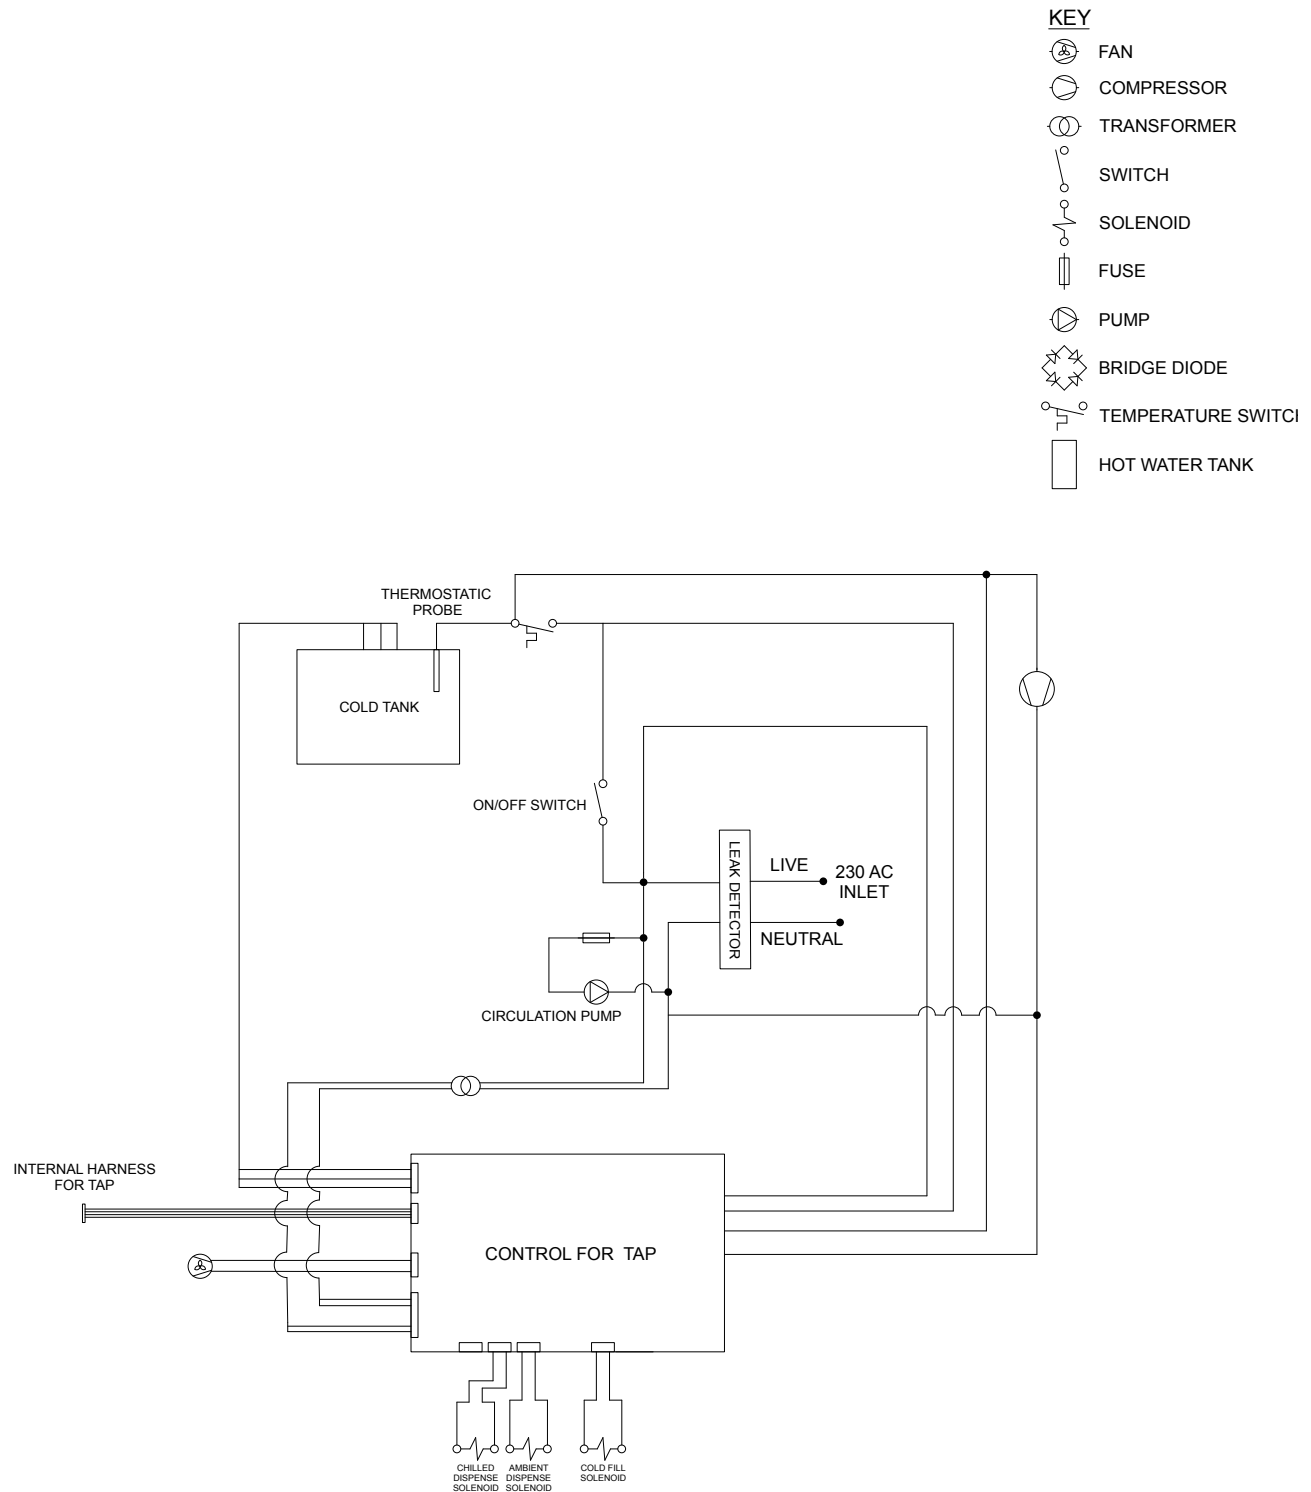 KEY
FAN
COMPRESSOR
TRANSFORMER
SWITCH
SOLENOID
FUSE
PUMP
BRIDGE DIODE
TEMPERATURE SWITCH
HOT WATER TANK
THERMOSTATIC
PROBE
COLD TANK
ON/OFF SWITCH
LEAK DETECTOR
LIVE
230 AC
INLET
NEUTRAL
CIRCULATION PUMP
INTERNAL HARNESS
FOR TAP
CONTROL FOR TAP
CHILLED
DISPENSE
SOLENOID
AMBIENT
DISPENSE
SOLENOID
COLD FILL
SOLENOID